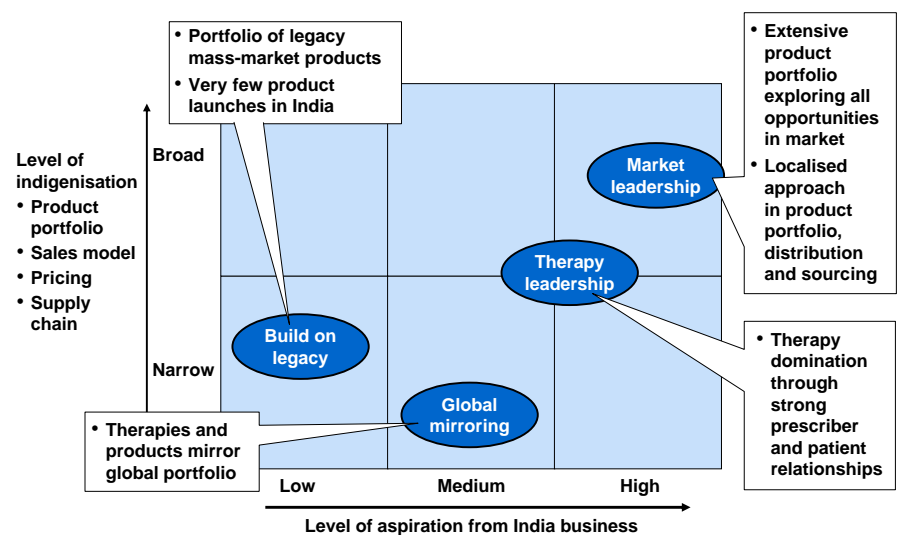 • Portfolio of legacy
mass-market products
• Very few product
launches in India
• Extensive
product
portfolio
exploring all
opportunities
in market
• Localised
approach
in product
portfolio,
distribution
and sourcing
Level of
indigenisation
• Product
portfolio
• Sales model
• Pricing
• Supply
chain
Broad
Narrow
Market
leadership
Therapy
leadership
Build on
legacy
Global
mirroring
• Therapy
domination
through
strong
prescriber
and patient
relationships
• Therapies and
products mirror
global portfolio
Low
Medium
High
Level of aspiration from India business